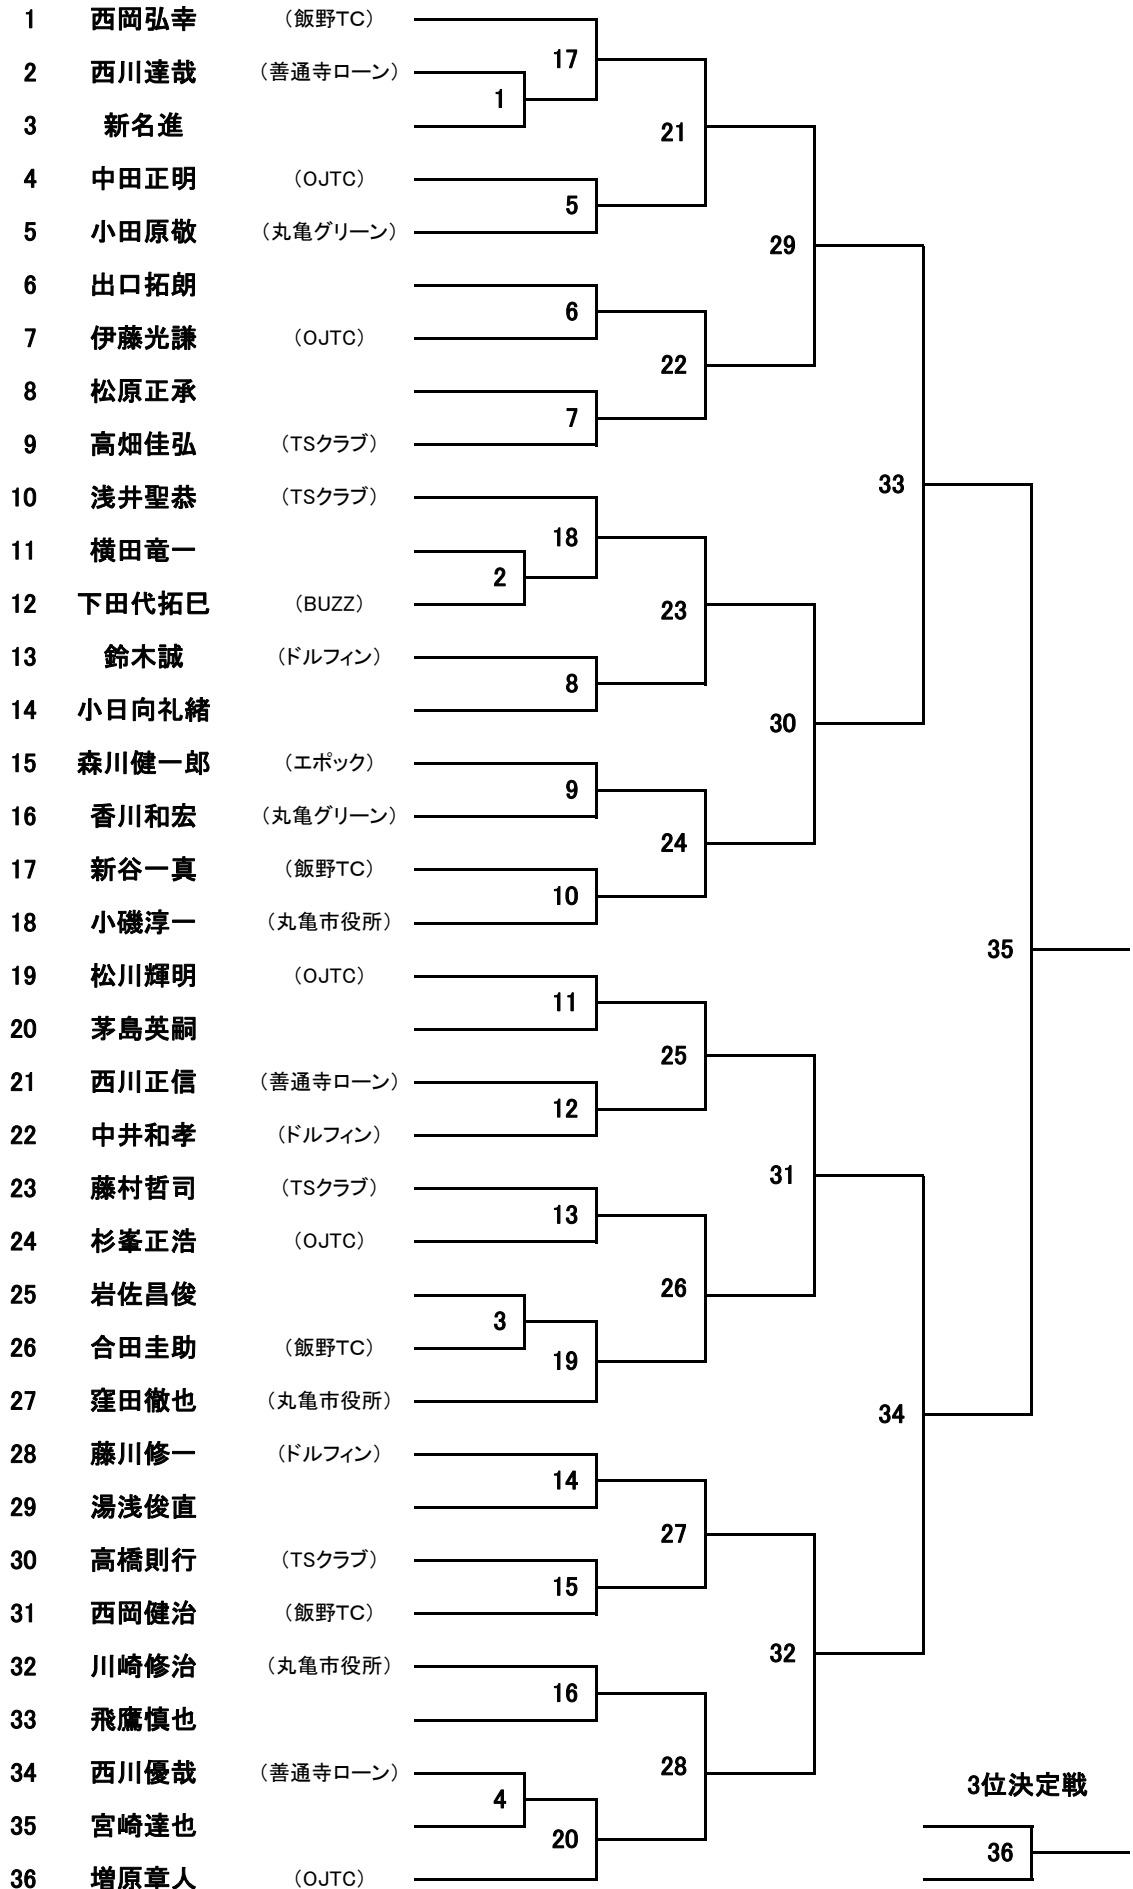 1 西岡弘幸 （飯野TC）
17
2 西川達哉 （善通寺ローン）
1
3 新名進
21
4 中田正明 （OJTC）
5
5 小田原敬 （丸亀グリーン）
29
6 出口拓朗
6
7 伊藤光謙 （OJTC）
22
8 松原正承
7
9 高畑佳弘 （TSクラブ）
33
10 浅井聖恭 （TSクラブ）
18
11 横田竜一
2
12 下田代拓巳 （BUZZ）
23
13 鈴木誠 （ドルフィン）
8
14 小日向礼緒
30
15 森川健一郎 （エポック）
9
16 香川和宏 （丸亀グリーン）
24
17 新谷一真 （飯野TC）
10
18 小磯淳一 （丸亀市役所）
35
19 松川輝明 （OJTC）
11
20 茅島英嗣
25
21 西川正信 （善通寺ローン）
12
22 中井和孝 （ドルフィン）
31
23 藤村哲司 （TSクラブ）
13
24 杉峯正浩 （OJTC）
26
25 岩佐昌俊
3
26 合田圭助 （飯野TC）
19
27 窪田徹也 （丸亀市役所）
34
28 藤川修一 （ドルフィン）
14
29 湯浅俊直
27
30 高橋則行 （TSクラブ）
15
31 西岡健治 （飯野TC）
32
32 川崎修治 （丸亀市役所）
16
33 飛鷹慎也
28
34 西川優哉 （善通寺ローン）
3位決定戦
4
35 宮崎達也
20
36
36 増原章人 （OJTC）